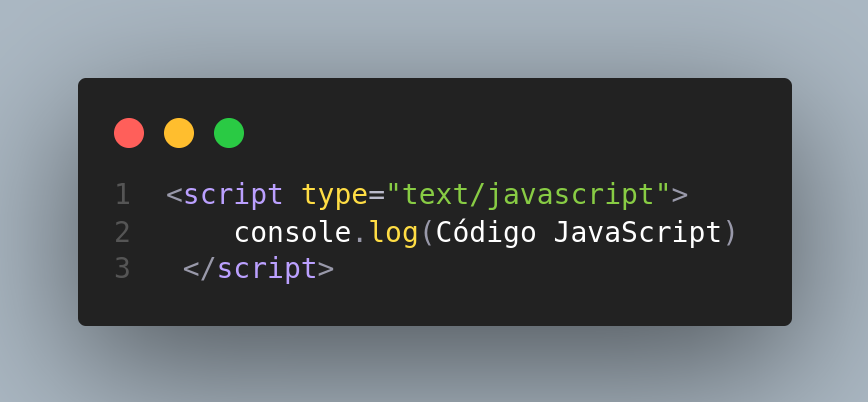 1 <script type="text/javascript">
2     console.log(Código JavaScript)
3  </script>